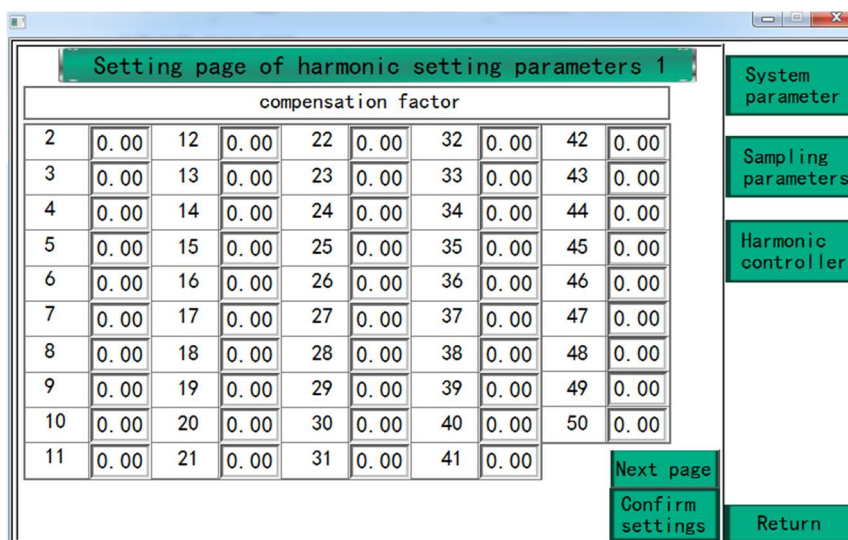 Setting page of harmonic setting parameters 1
compensation factor
2 0.00 12 0.00 22 0.00 32 0.00 42 0.00
3 0.00 13 0.00 23 0.00 33 0.00 43 0.00
4 0.00 14 0.00 24 0.00 34 0.00 44 0.00
5 0.00 15 0.00 25 0.00 35 0.00 45 0.00
6 0.00 16 0.00 26 0.00 36 0.00 46 0.00
7 0.00 17 0.00 27 0.00 37 0.00 47 0.00
8 0.00 18 0.00 28 0.00 38 0.00 48 0.00
9 0.00 19 0.00 29 0.00 39 0.00 49 0.00
10 0.00 20 0.00 30 0.00 40 0.00 50 0.00
11 0.00 21 0.00 31 0.00 41 0.00
Next page
Confirm
settings
System
parameter
Sampling
parameters
Harmonic
controller
Return